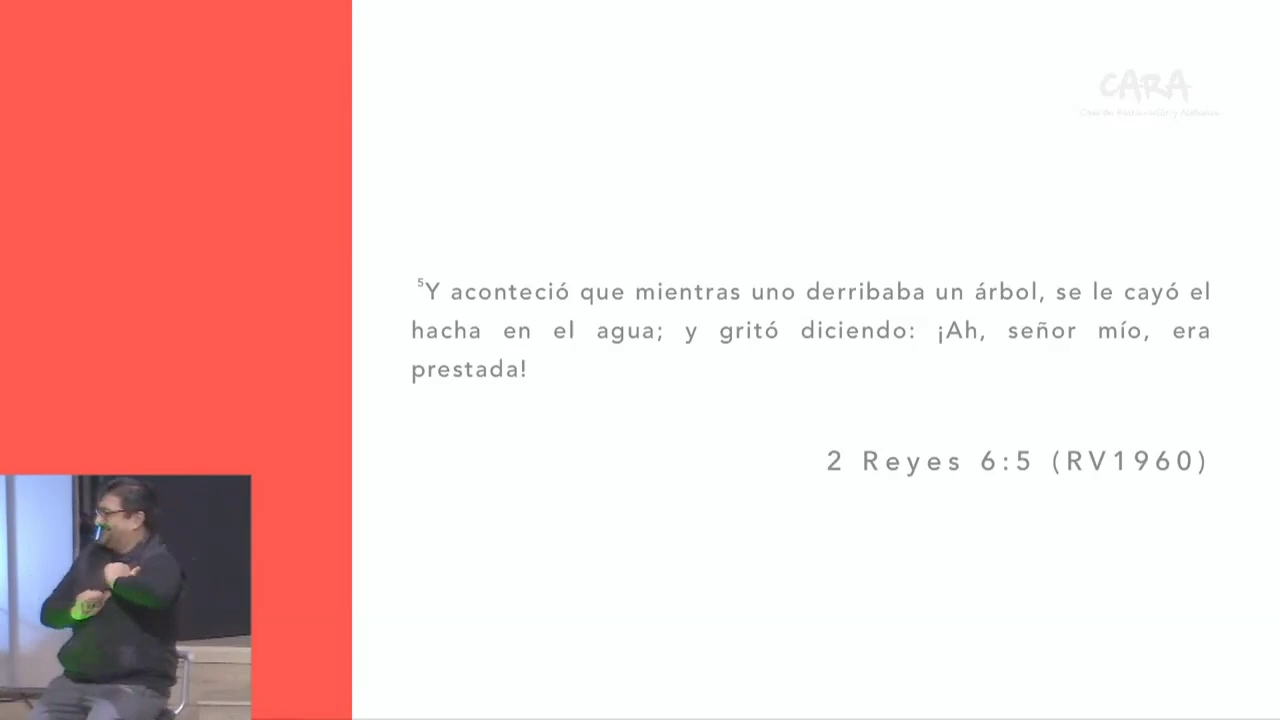 CARA
⁵Y aconteció que mientras uno derribaba un árbol, se le cayó el
hacha en el agua; y gritó diciendo: ¡Ah, señor mío, era
prestada!
2 Reyes 6:5 (RV1960)